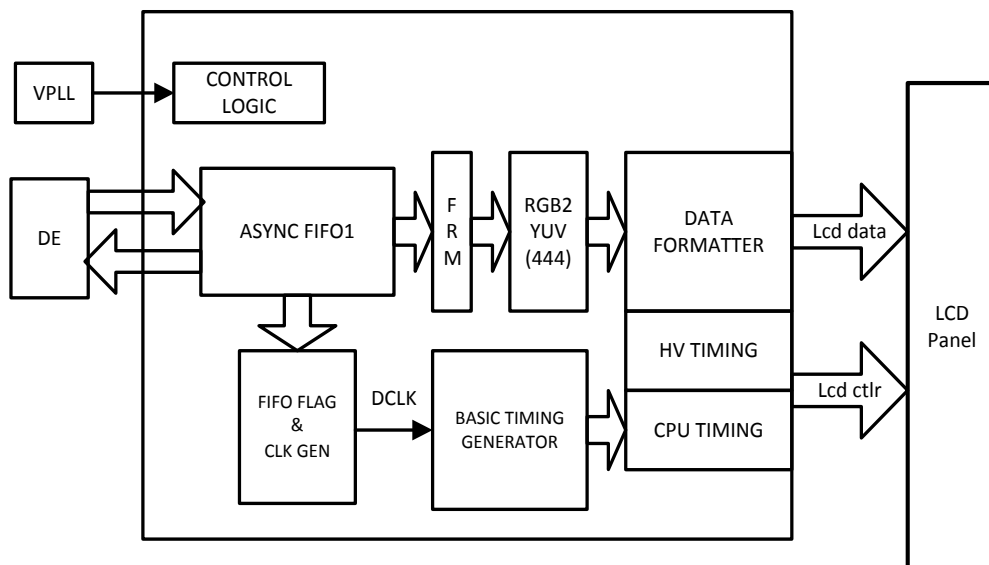 VPLL
CONTROL
LOGIC
DE
ASYNC FIFO1
F
R
M
RGB2
YUV
(444)
DATA
FORMATTER
Lcd data
HV TIMING
Lcd ctlr
CPU TIMING
LCD
Panel
FIFO FLAG
&
CLK GEN
DCLK
BASIC TIMING
GENERATOR